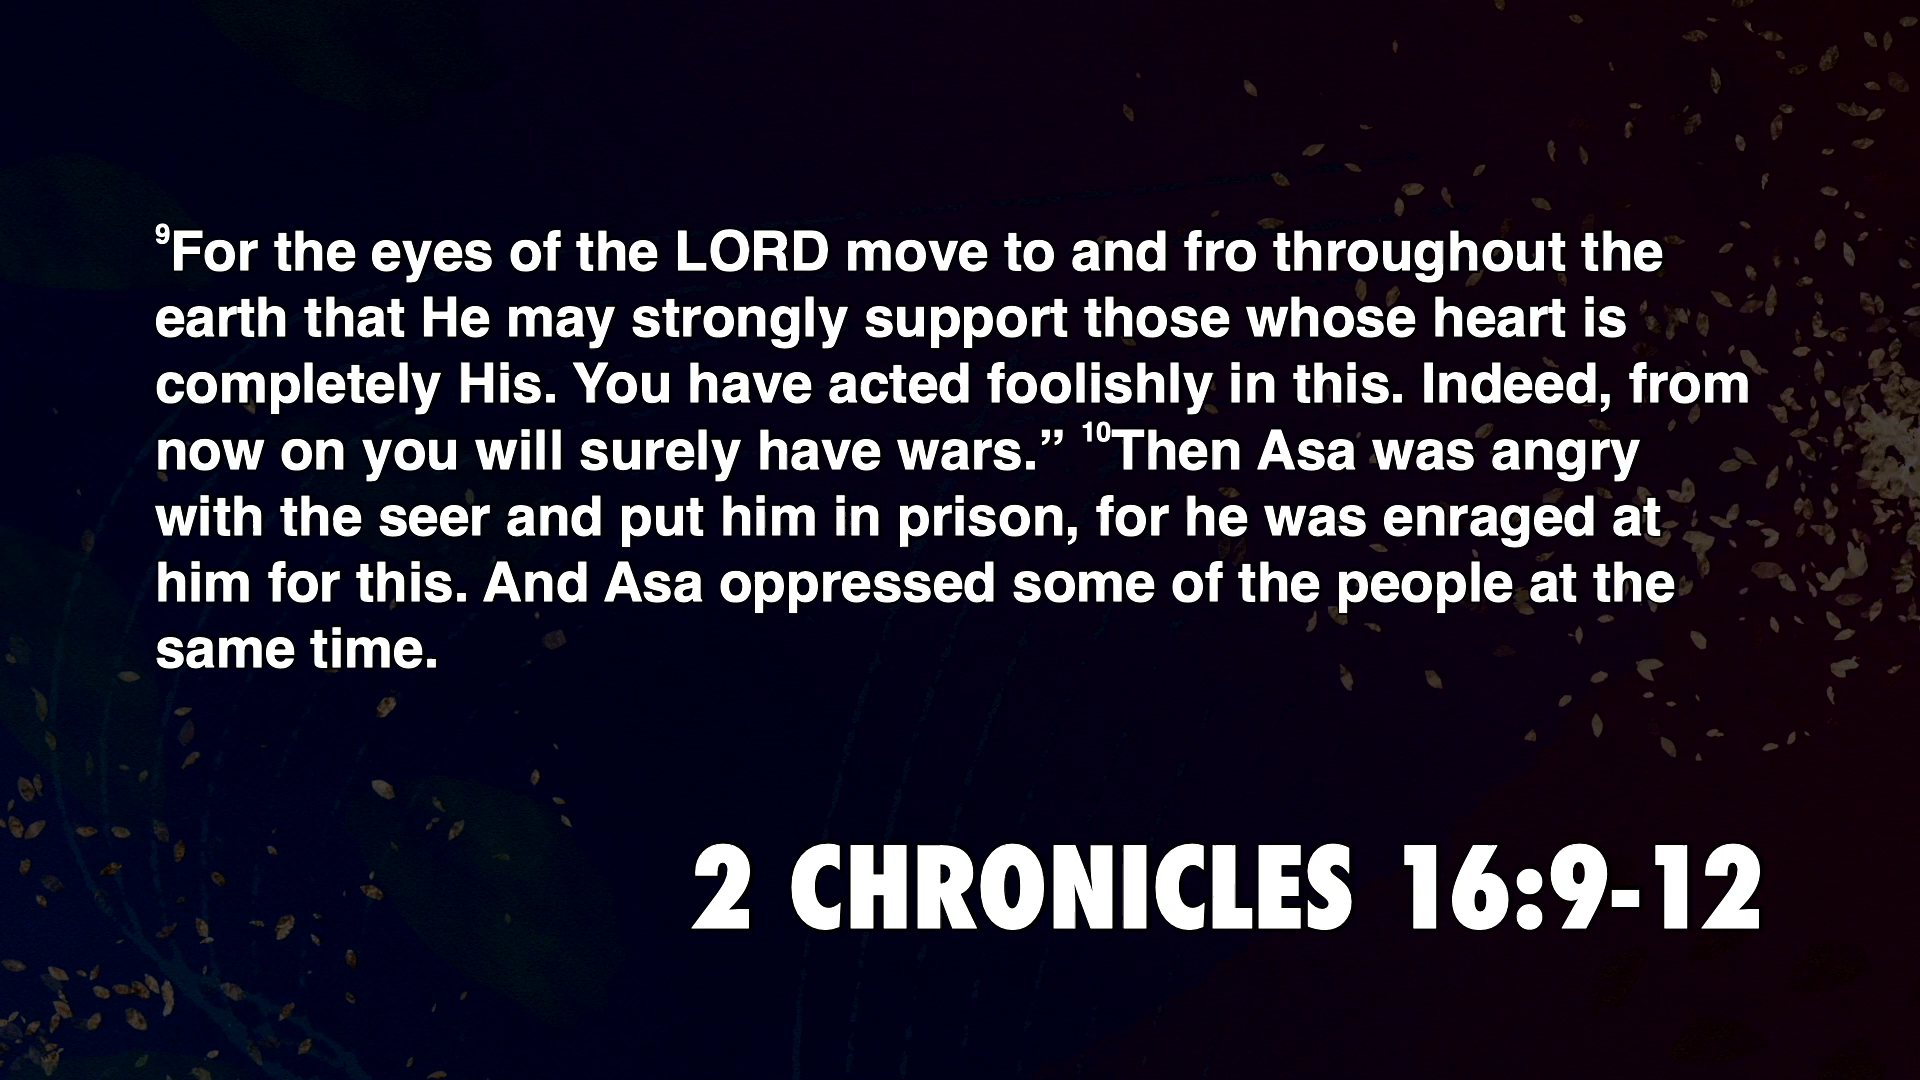 ⁹For the eyes of the LORD move to and fro throughout the
earth that He may strongly support those whose heart is
completely His. You have acted foolishly in this. Indeed, from
now on you will surely have wars.” ¹⁰Then Asa was angry
with the seer and put him in prison, for he was enraged at
him for this. And Asa oppressed some of the people at the
same time.
2 CHRONICLES 16:9-12